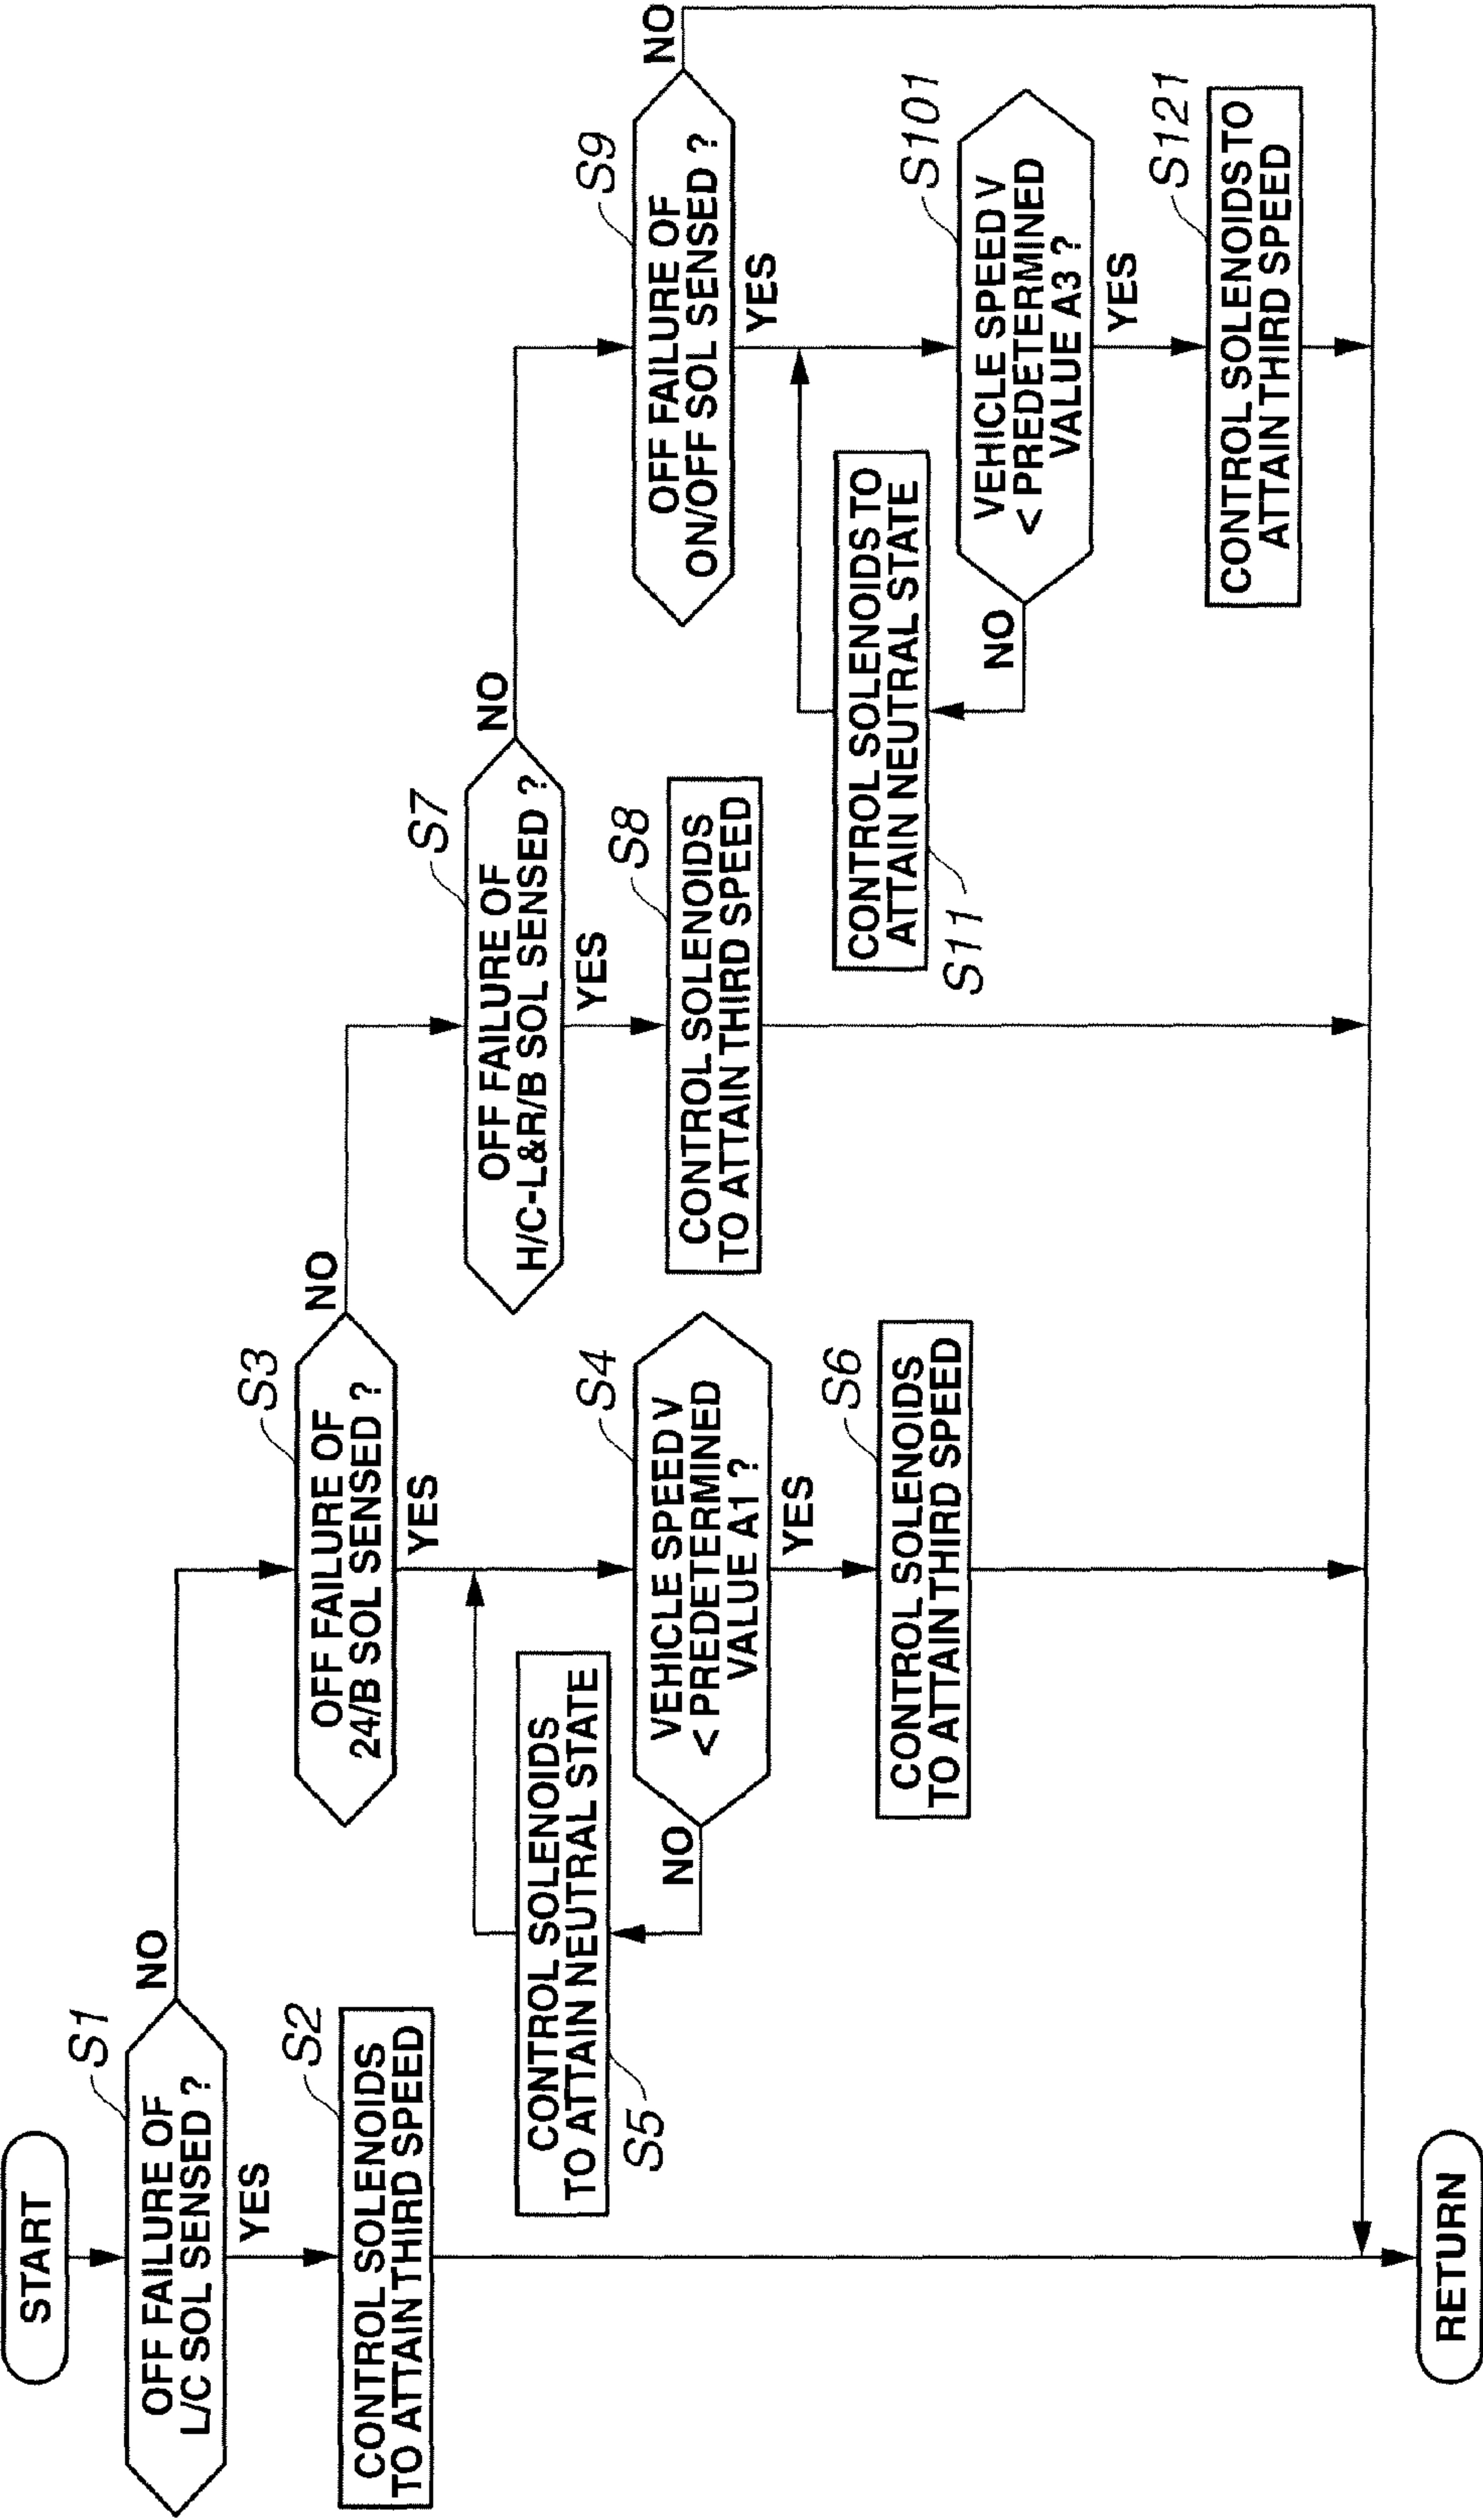 START
S1
OFF FAILURE OF
L/C SOL SENSED ?
NO
YES
S2
CONTROL SOLENOIDS
TO ATTAIN THIRD SPEED
S3
OFF FAILURE OF
24/B SOL SENSED ?
NO
YES
S4
VEHICLE SPEED V
< PREDETERMINED
VALUE A1 ?
NO
YES
S5
CONTROL SOLENOIDS
TO ATTAIN NEUTRAL STATE
S6
CONTROL SOLENOIDS
TO ATTAIN THIRD SPEED
S7
OFF FAILURE OF
H/C-L&R/B SOL SENSED ?
NO
YES
S8
CONTROL SOLENOIDS
TO ATTAIN THIRD SPEED
S9
OFF FAILURE OF
ON/OFF SOL SENSED ?
NO
YES
S101
VEHICLE SPEED V
< PREDETERMINED
VALUE A3 ?
NO
YES
S11
CONTROL SOLENOIDS TO
ATTAIN NEUTRAL STATE
S121
CONTROL SOLENOIDS TO
ATTAIN THIRD SPEED
RETURN